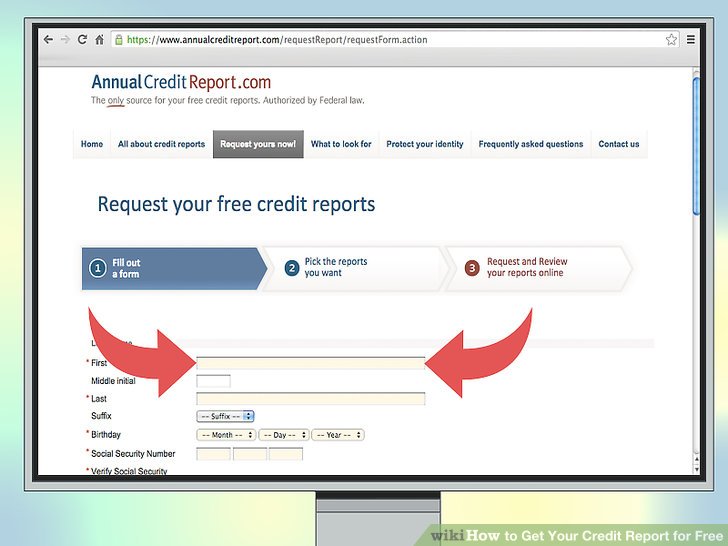 https://www.annualcreditreport.com/requestReport/requestForm.action
AnnualCreditReport.com
The only source for your free credit reports. Authorized by Federal law.
Home All about credit reports Request yours now! What to look for Protect your identity Frequently asked questions Contact us
Request your free credit reports
1 Fill out
a form
2 Pick the reports
you want
3 Request and Review
your reports online
* First
Middle initial
* Last
Suffix -- Suffix --
* Birthday -- Month -- -- Day -- -- Year --
* Social Security Number
* Verify Social Security
wikiHow to Get Your Credit Report for Free